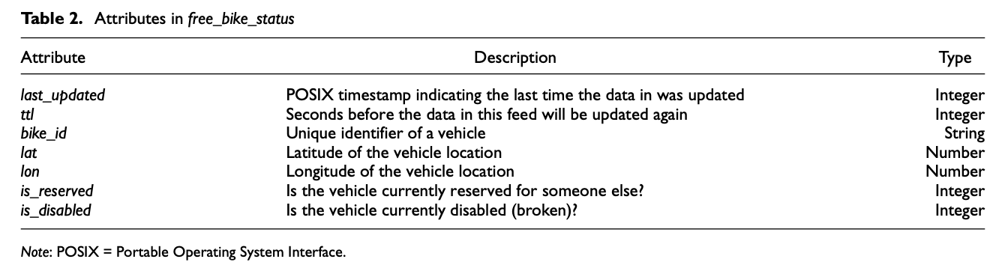 Table 2. Attributes in free_bike_status
Attribute Description Type
last_updated POSIX timestamp indicating the last time the data in was updated Integer
ttl Seconds before the data in this feed will be updated again Integer
bike_id Unique identifier of a vehicle String
lat Latitude of the vehicle location Number
lon Longitude of the vehicle location Number
is_reserved Is the vehicle currently reserved for someone else? Integer
is_disabled Is the vehicle currently disabled (broken)? Integer
Note: POSIX = Portable Operating System Interface.